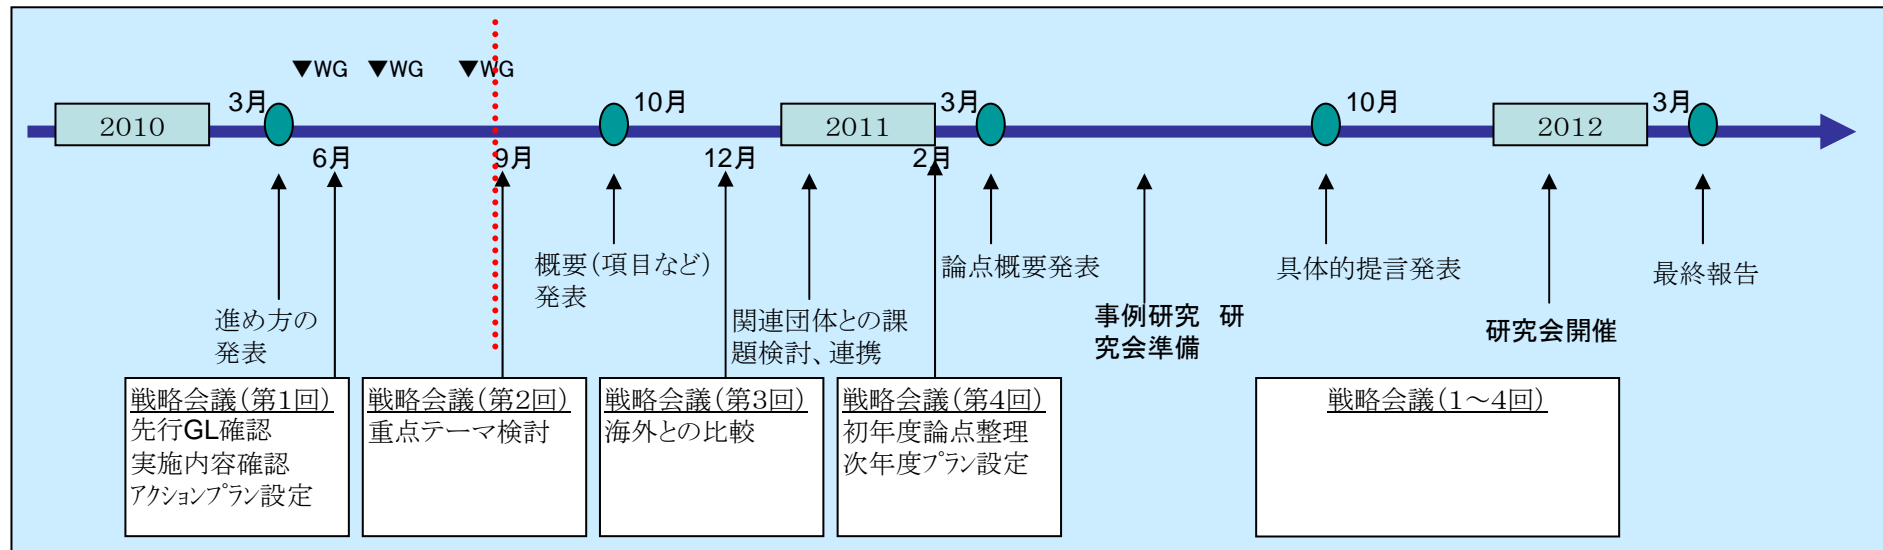 ▼WG ▼WG ▼WG
2010 3月 10月 2011 3月 10月 2012 3月
6月 9月 12月 2月
進め方の
発表
概要(項目など)
発表
関連団体との課
題検討、連携
論点概要発表
事例研究 研
究会準備
具体的提言発表
研究会開催
最終報告
戦略会議(第1回)
先行GL確認
実施内容確認
アクションプラン設定
戦略会議(第2回)
重点テーマ検討
戦略会議(第3回)
海外との比較
戦略会議(第4回)
初年度論点整理
次年度プラン設定
戦略会議(1~4回)